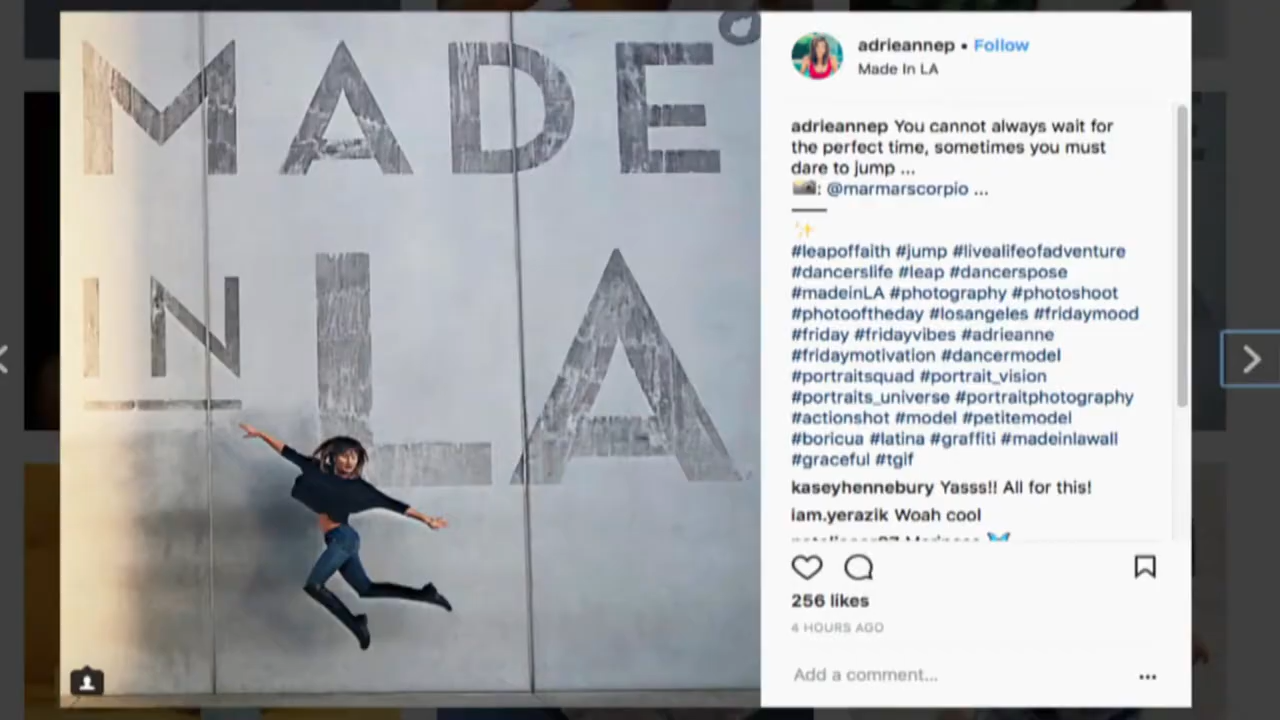 MADE
IN LA
adrieannep • Follow
Made In LA
adrieannep You cannot always wait for
the perfect time, sometimes you must
dare to jump ...
📷: @marmarscorpio ...
✨
#leapoffaith #jump #livealifeofadventure
#dancerslife #leap #dancerspose
#madeinLA #photography #photoshoot
#photooftheday #losangeles #fridaymood
#friday #fridayvibes #adrieanne
#fridaymotivation #dancermodel
#portraitsquad #portrait_vision
#portraits_universe #portraitphotography
#actionshot #model #petitemodel
#boricua #latina #graffiti #madeinlawall
#graceful #tgif
kaseyhennebury Yasss!! All for this!
iam.yerazik Woah cool
256 likes
4 HOURS AGO
Add a comment...